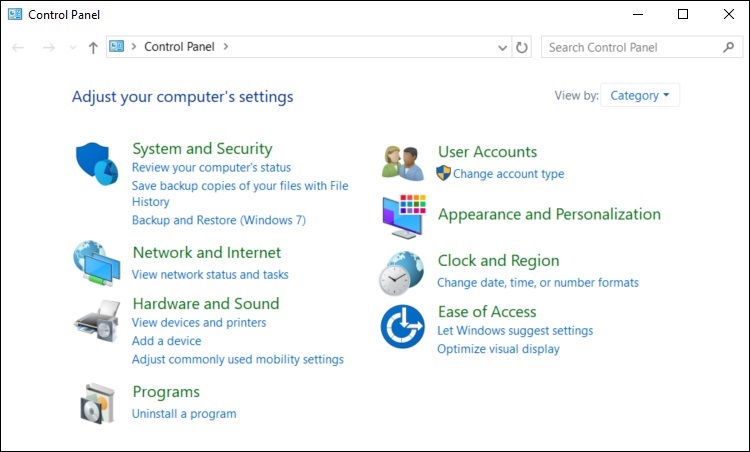 Control Panel
Control Panel
Search Control Panel
Adjust your computer's settings
View by: Category
System and Security
Review your computer's status
Save backup copies of your files with File
History
Backup and Restore (Windows 7)
Network and Internet
View network status and tasks
Hardware and Sound
View devices and printers
Add a device
Adjust commonly used mobility settings
Programs
Uninstall a program
User Accounts
Change account type
Appearance and Personalization
Clock and Region
Change date, time, or number formats
Ease of Access
Let Windows suggest settings
Optimize visual display